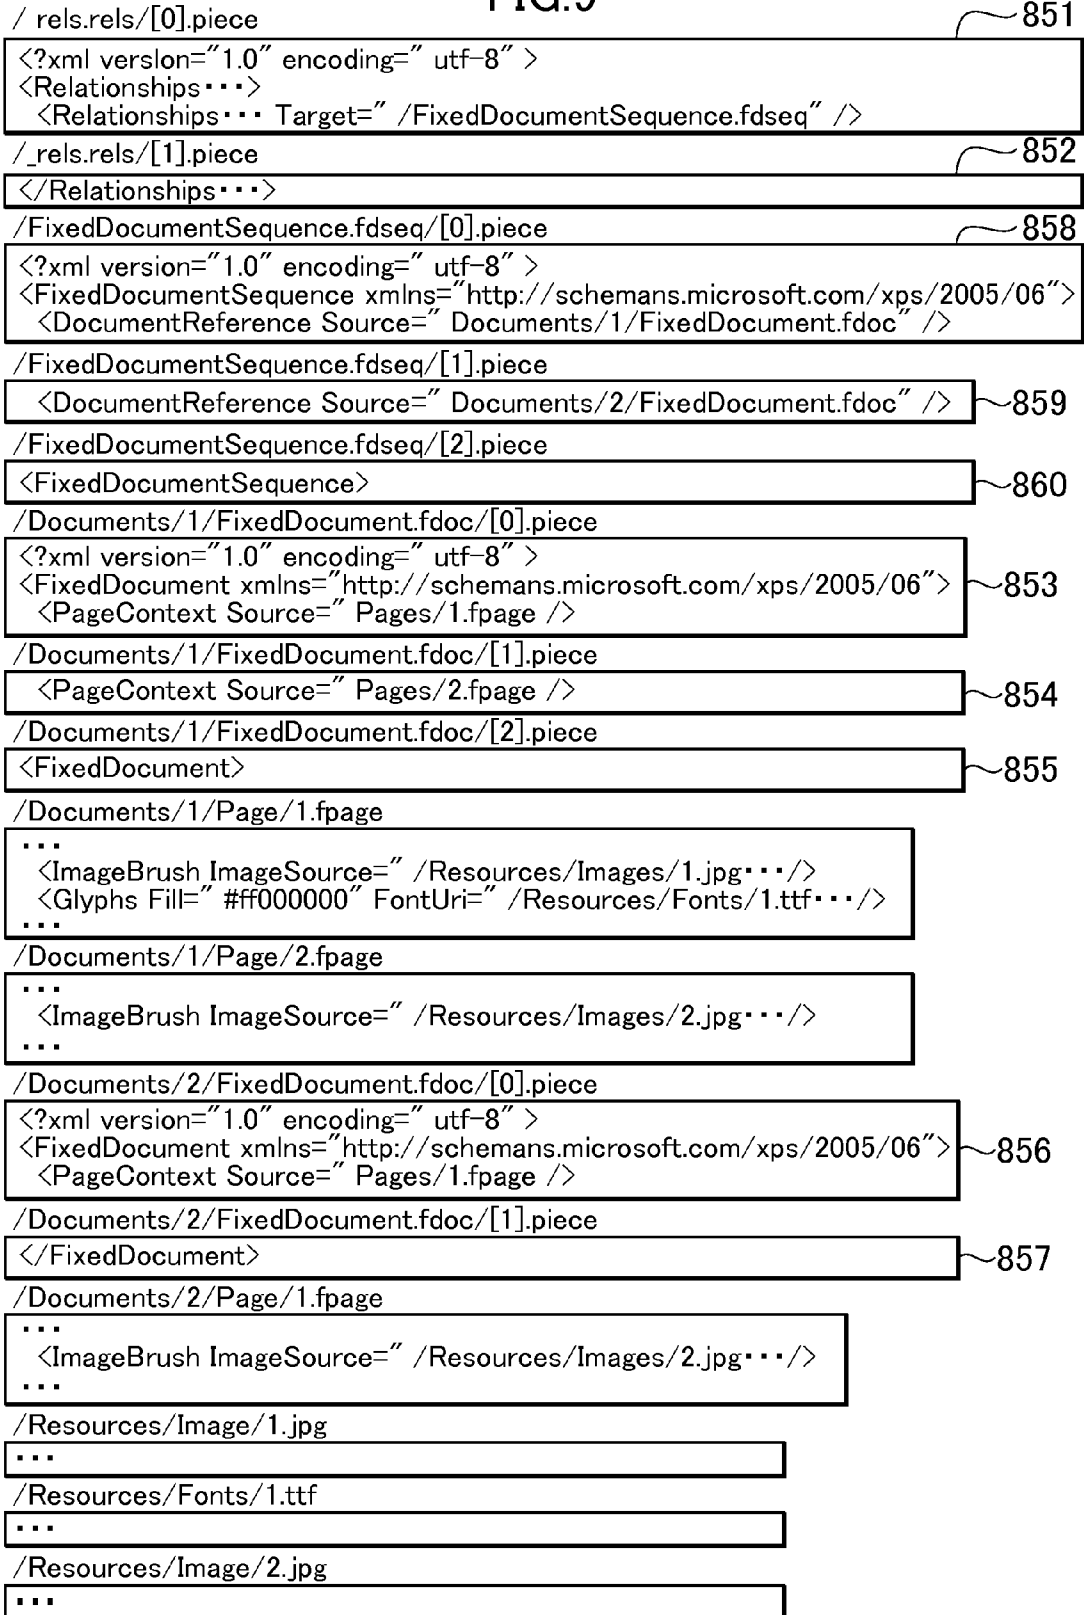 FIG.9
/ rels.rels/[0].piece
851
<?xml version="1.0" encoding=" utf-8" >
<Relationships･･･>
<Relationships･･･ Target=" /FixedDocumentSequence.fdseq" />
/_rels.rels/[1].piece
852
</Relationships･･･>
/FixedDocumentSequence.fdseq/[0].piece
858
<?xml version="1.0" encoding=" utf-8" >
<FixedDocumentSequence xmlns="http://schemans.microsoft.com/xps/2005/06">
<DocumentReference Source=" Documents/1/FixedDocument.fdoc" />
/FixedDocumentSequence.fdseq/[1].piece
<DocumentReference Source=" Documents/2/FixedDocument.fdoc" />
859
/FixedDocumentSequence.fdseq/[2].piece
<FixedDocumentSequence>
860
/Documents/1/FixedDocument.fdoc/[0].piece
<?xml version="1.0" encoding=" utf-8" >
<FixedDocument xmlns="http://schemans.microsoft.com/xps/2005/06">
853
<PageContext Source=" Pages/1.fpage />
/Documents/1/FixedDocument.fdoc/[1].piece
<PageContext Source=" Pages/2.fpage />
854
/Documents/1/FixedDocument.fdoc/[2].piece
<FixedDocument>
855
/Documents/1/Page/1.fpage
･･･
<ImageBrush ImageSource=" /Resources/Images/1.jpg･･･/>
<Glyphs Fill=" #ff000000" FontUri=" /Resources/Fonts/1.ttf･･･/>
･･･
/Documents/1/Page/2.fpage
･･･
<ImageBrush ImageSource=" /Resources/Images/2.jpg･･･/>
･･･
/Documents/2/FixedDocument.fdoc/[0].piece
<?xml version="1.0" encoding=" utf-8" >
<FixedDocument xmlns="http://schemans.microsoft.com/xps/2005/06">
856
<PageContext Source=" Pages/1.fpage />
/Documents/2/FixedDocument.fdoc/[1].piece
</FixedDocument>
857
/Documents/2/Page/1.fpage
･･･
<ImageBrush ImageSource=" /Resources/Images/2.jpg･･･/>
･･･
/Resources/Image/1.jpg
･･･
/Resources/Fonts/1.ttf
･･･
/Resources/Image/2.jpg
･･･